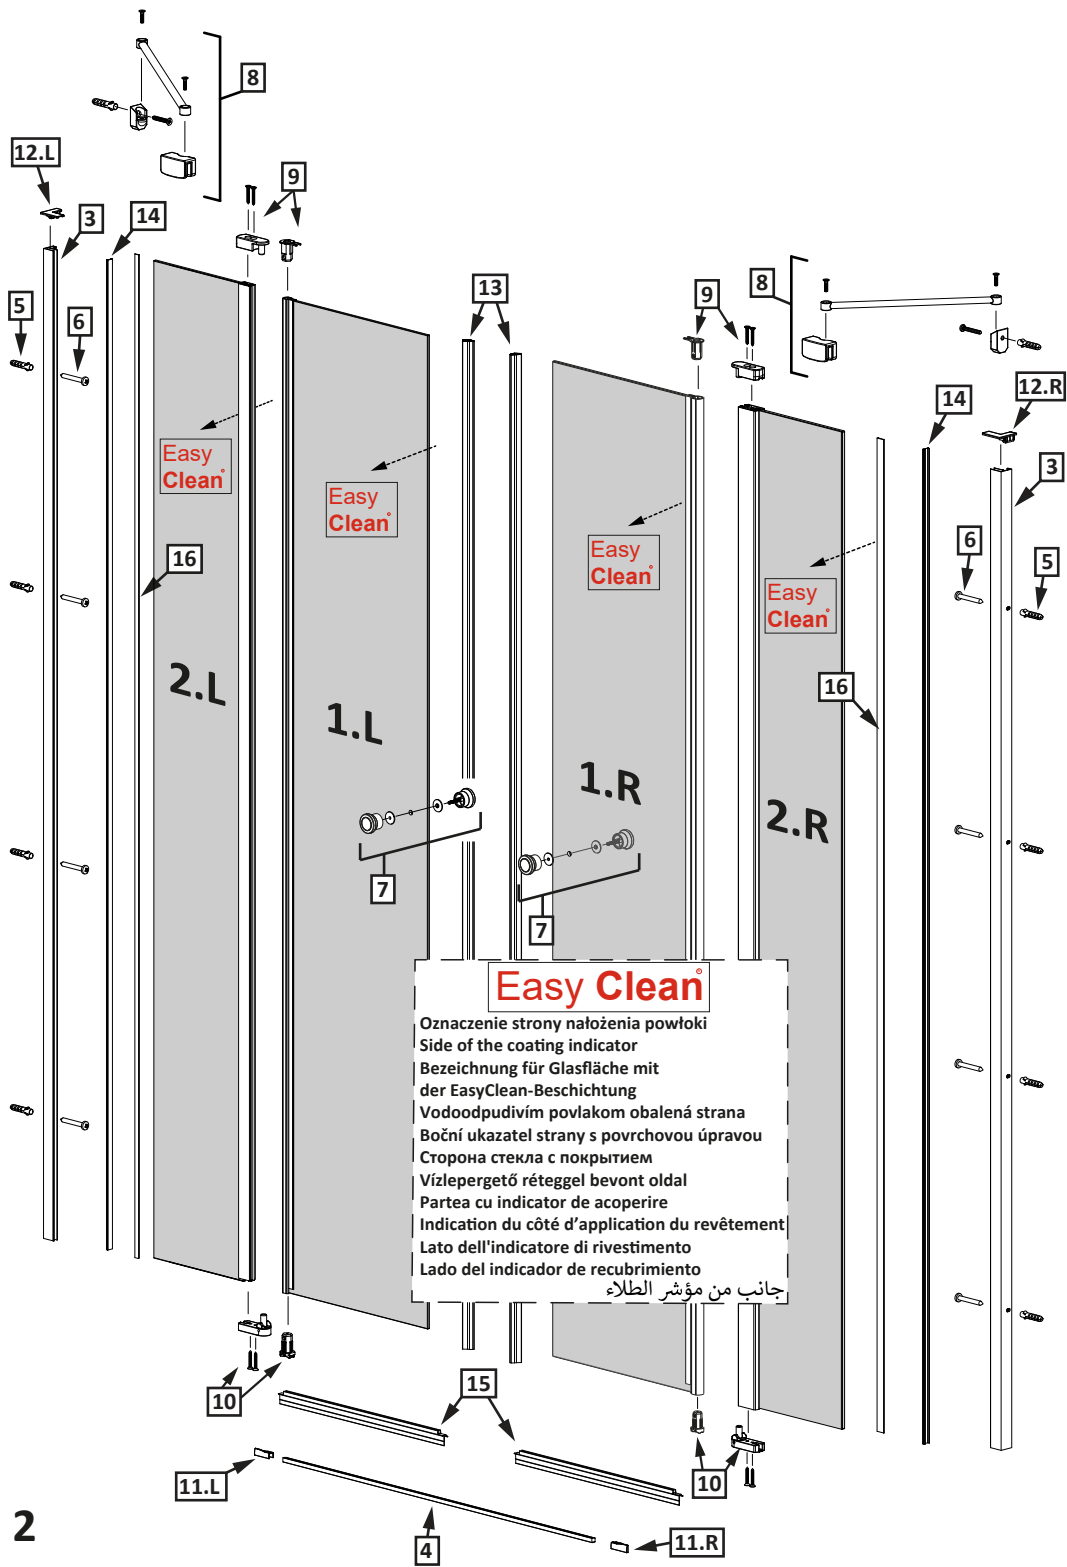 8
12.L
9
3
14
13
8
9
5
6
12.R
14
3
Easy
Clean
Easy
Clean
Easy
Clean
Easy
Clean
6
5
16
2.L
1.L
16
1.R
2.R
7
7
Easy Clean
Oznaczenie strony nałożenia powłoki
Side of the coating indicator
Bezeichnung für Glasfläche mit
der EasyClean-Beschichtung
Vodoodpudivím povlakom obalená strana
Boční ukazatel strany s povrchovou úpravou
Сторона стекла с покрытием
Vízlepergető réteggel bevont oldal
Partea cu indicator de acoperire
Indication du côté d'application du revêtement
Lato dell'indicatore di rivestimento
Lado del indicador de recubrimiento
جانب من مؤشر الطلاء
10
15
10
11.L
4
11.R
2